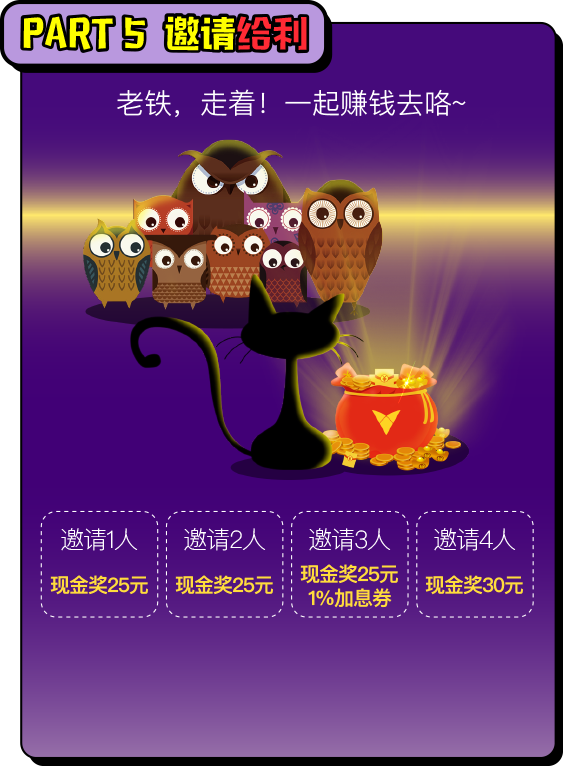 PART 5 邀请给利
老铁，走着！一起赚钱去咯~
邀请1人
现金奖25元
邀请2人
现金奖25元
邀请3人
现金奖25元
1%加息券
邀请4人
现金奖30元